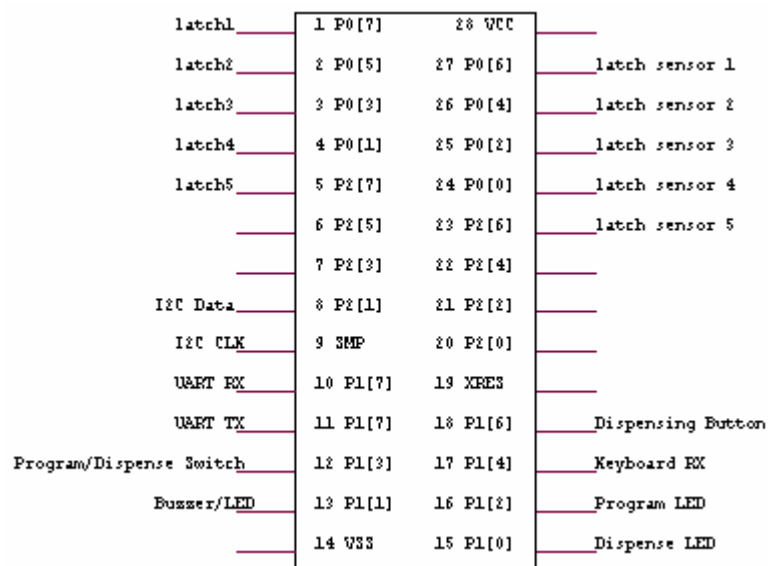 latch1 1 P0[7] 28 VCC
latch2 2 P0[5] 27 P0[6] latch sensor 1
latch3 3 P0[3] 26 P0[4] latch sensor 2
latch4 4 P0[1] 25 P0[2] latch sensor 3
latch5 5 P2[7] 24 P0[0] latch sensor 4
6 P2[5] 23 P2[6] latch sensor 5
7 P2[3] 22 P2[4]
I2C Data 8 P2[1] 21 P2[2]
I2C CLK 9 SMP 20 P2[0]
UART RX 10 P1[7] 19 XRES
UART TX 11 P1[7] 18 P1[6] Dispensing Button
Program/Dispense Switch 12 P1[3] 17 P1[4] Keyboard RX
Buzzer/LED 13 P1[1] 16 P1[2] Program LED
14 VSS 15 P1[0] Dispense LED